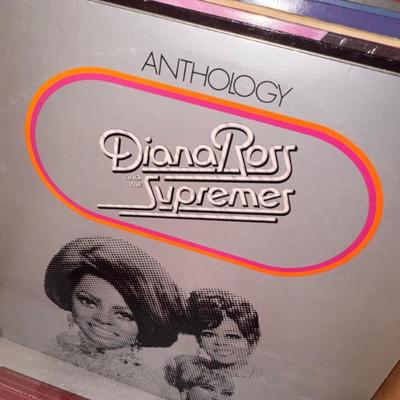 ANTHOLOGY
Diana Ross
and the
Supremes